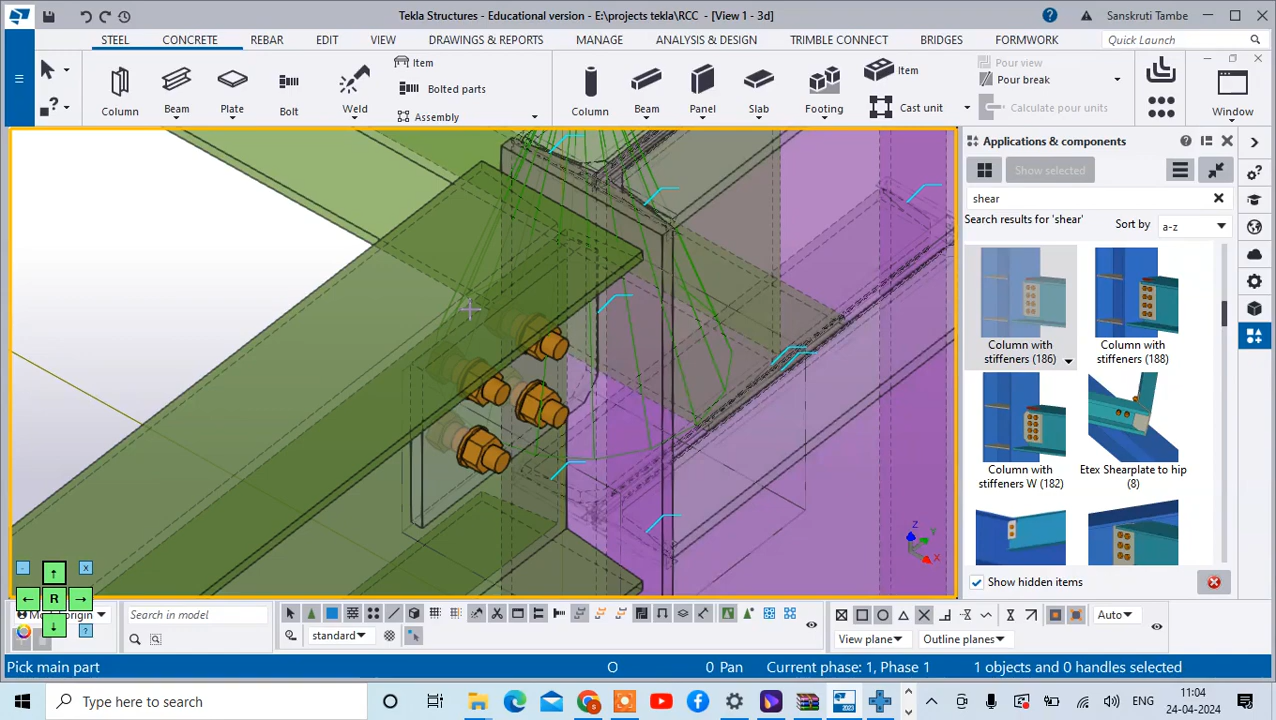 Tekla Structures - Educational version - E:\projects tekla\RCC - [View 1 - 3d]
Sanskruti Tambe
STEEL CONCRETE REBAR EDIT VIEW DRAWINGS & REPORTS MANAGE ANALYSIS & DESIGN TRIMBLE CONNECT BRIDGES FORMWORK Quick Launch
Column Beam Plate Bolt Weld
Item
Bolted parts
Assembly
Column Beam Panel Slab Footing
Item
Cast unit
Pour view
Pour break
Calculate pour units
Window
Applications & components
Show selected
shear
Search results for 'shear' Sort by a-z
Column with stiffeners (186)
Column with stiffeners (188)
Column with stiffeners W (182)
Etex Shearplate to hip (8)
Show hidden items
Z
Y
X
R
x
?
origin
Search in model
standard
Auto
View plane
Outline planes
Pick main part O 0 Pan Current phase: 1, Phase 1 1 objects and 0 handles selected
Type here to search
2023
ENG
11:04
24-04-2024